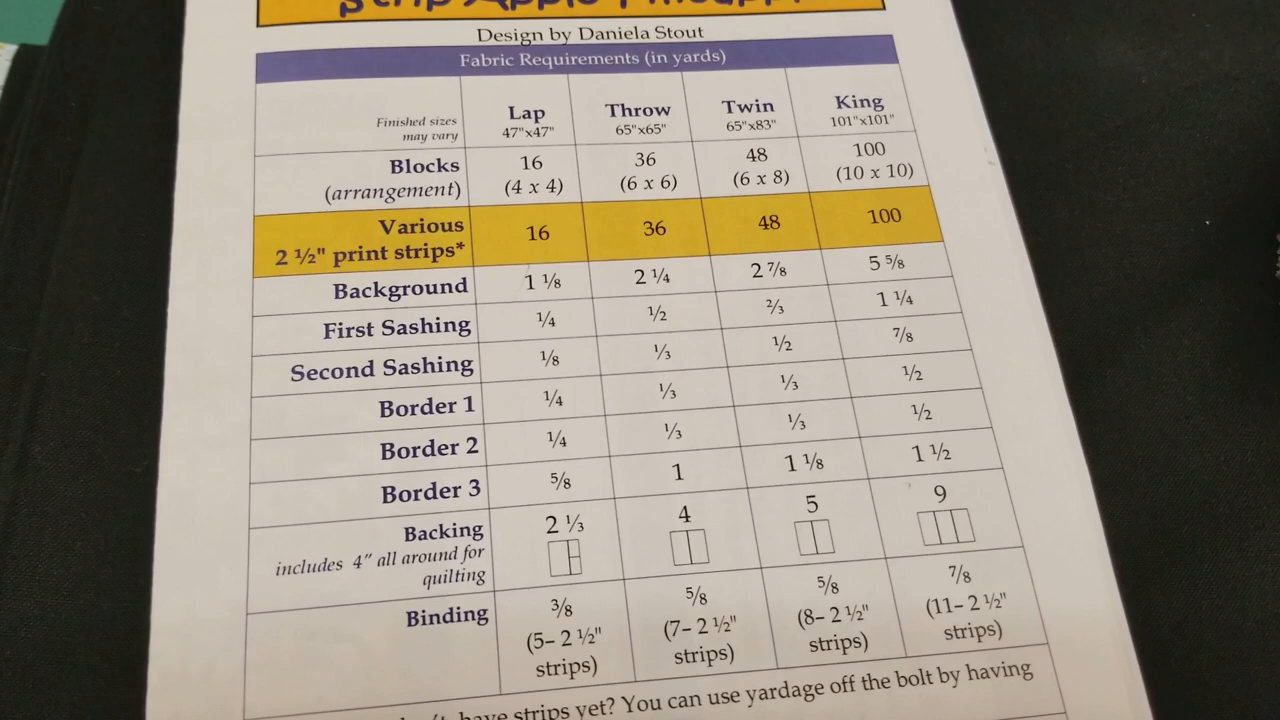 Design by Daniela Stout
Fabric Requirements (in yards)
Finished sizes may vary Lap 47"x47" Throw 65"x65" Twin 65"x83" King 101"x101"
Blocks (arrangement) 16 (4 x 4) 36 (6 x 6) 48 (6 x 8) 100 (10 x 10)
Various 2 ½" print strips* 16 36 48 100
Background 1 ⅛ 2 ¼ 2 ⅞ 5 ⅝
First Sashing ¼ ½ ⅔ 1 ¼
Second Sashing ⅛ ⅓ ½ ⅞
Border 1 ¼ ⅓ ⅓ ½
Border 2 ¼ ⅓ ⅓ ½
Border 3 ⅝ 1 1 ⅛ 1 ½
Backing includes 4" all around for quilting 2 ⅓ 4 5 9
Binding ⅜ (5– 2 ½" strips) ⅝ (7– 2 ½" strips) ⅝ (8– 2 ½" strips) ⅞ (11– 2 ½" strips)
have strips yet? You can use yardage off the bolt by having